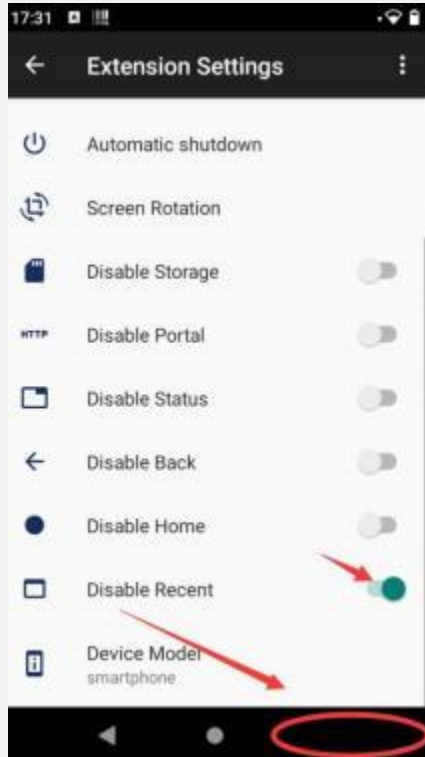 17:31
Extension Settings
Automatic shutdown
Screen Rotation
Disable Storage
HTTP Disable Portal
Disable Status
Disable Back
Disable Home
Disable Recent
Device Model
smartphone